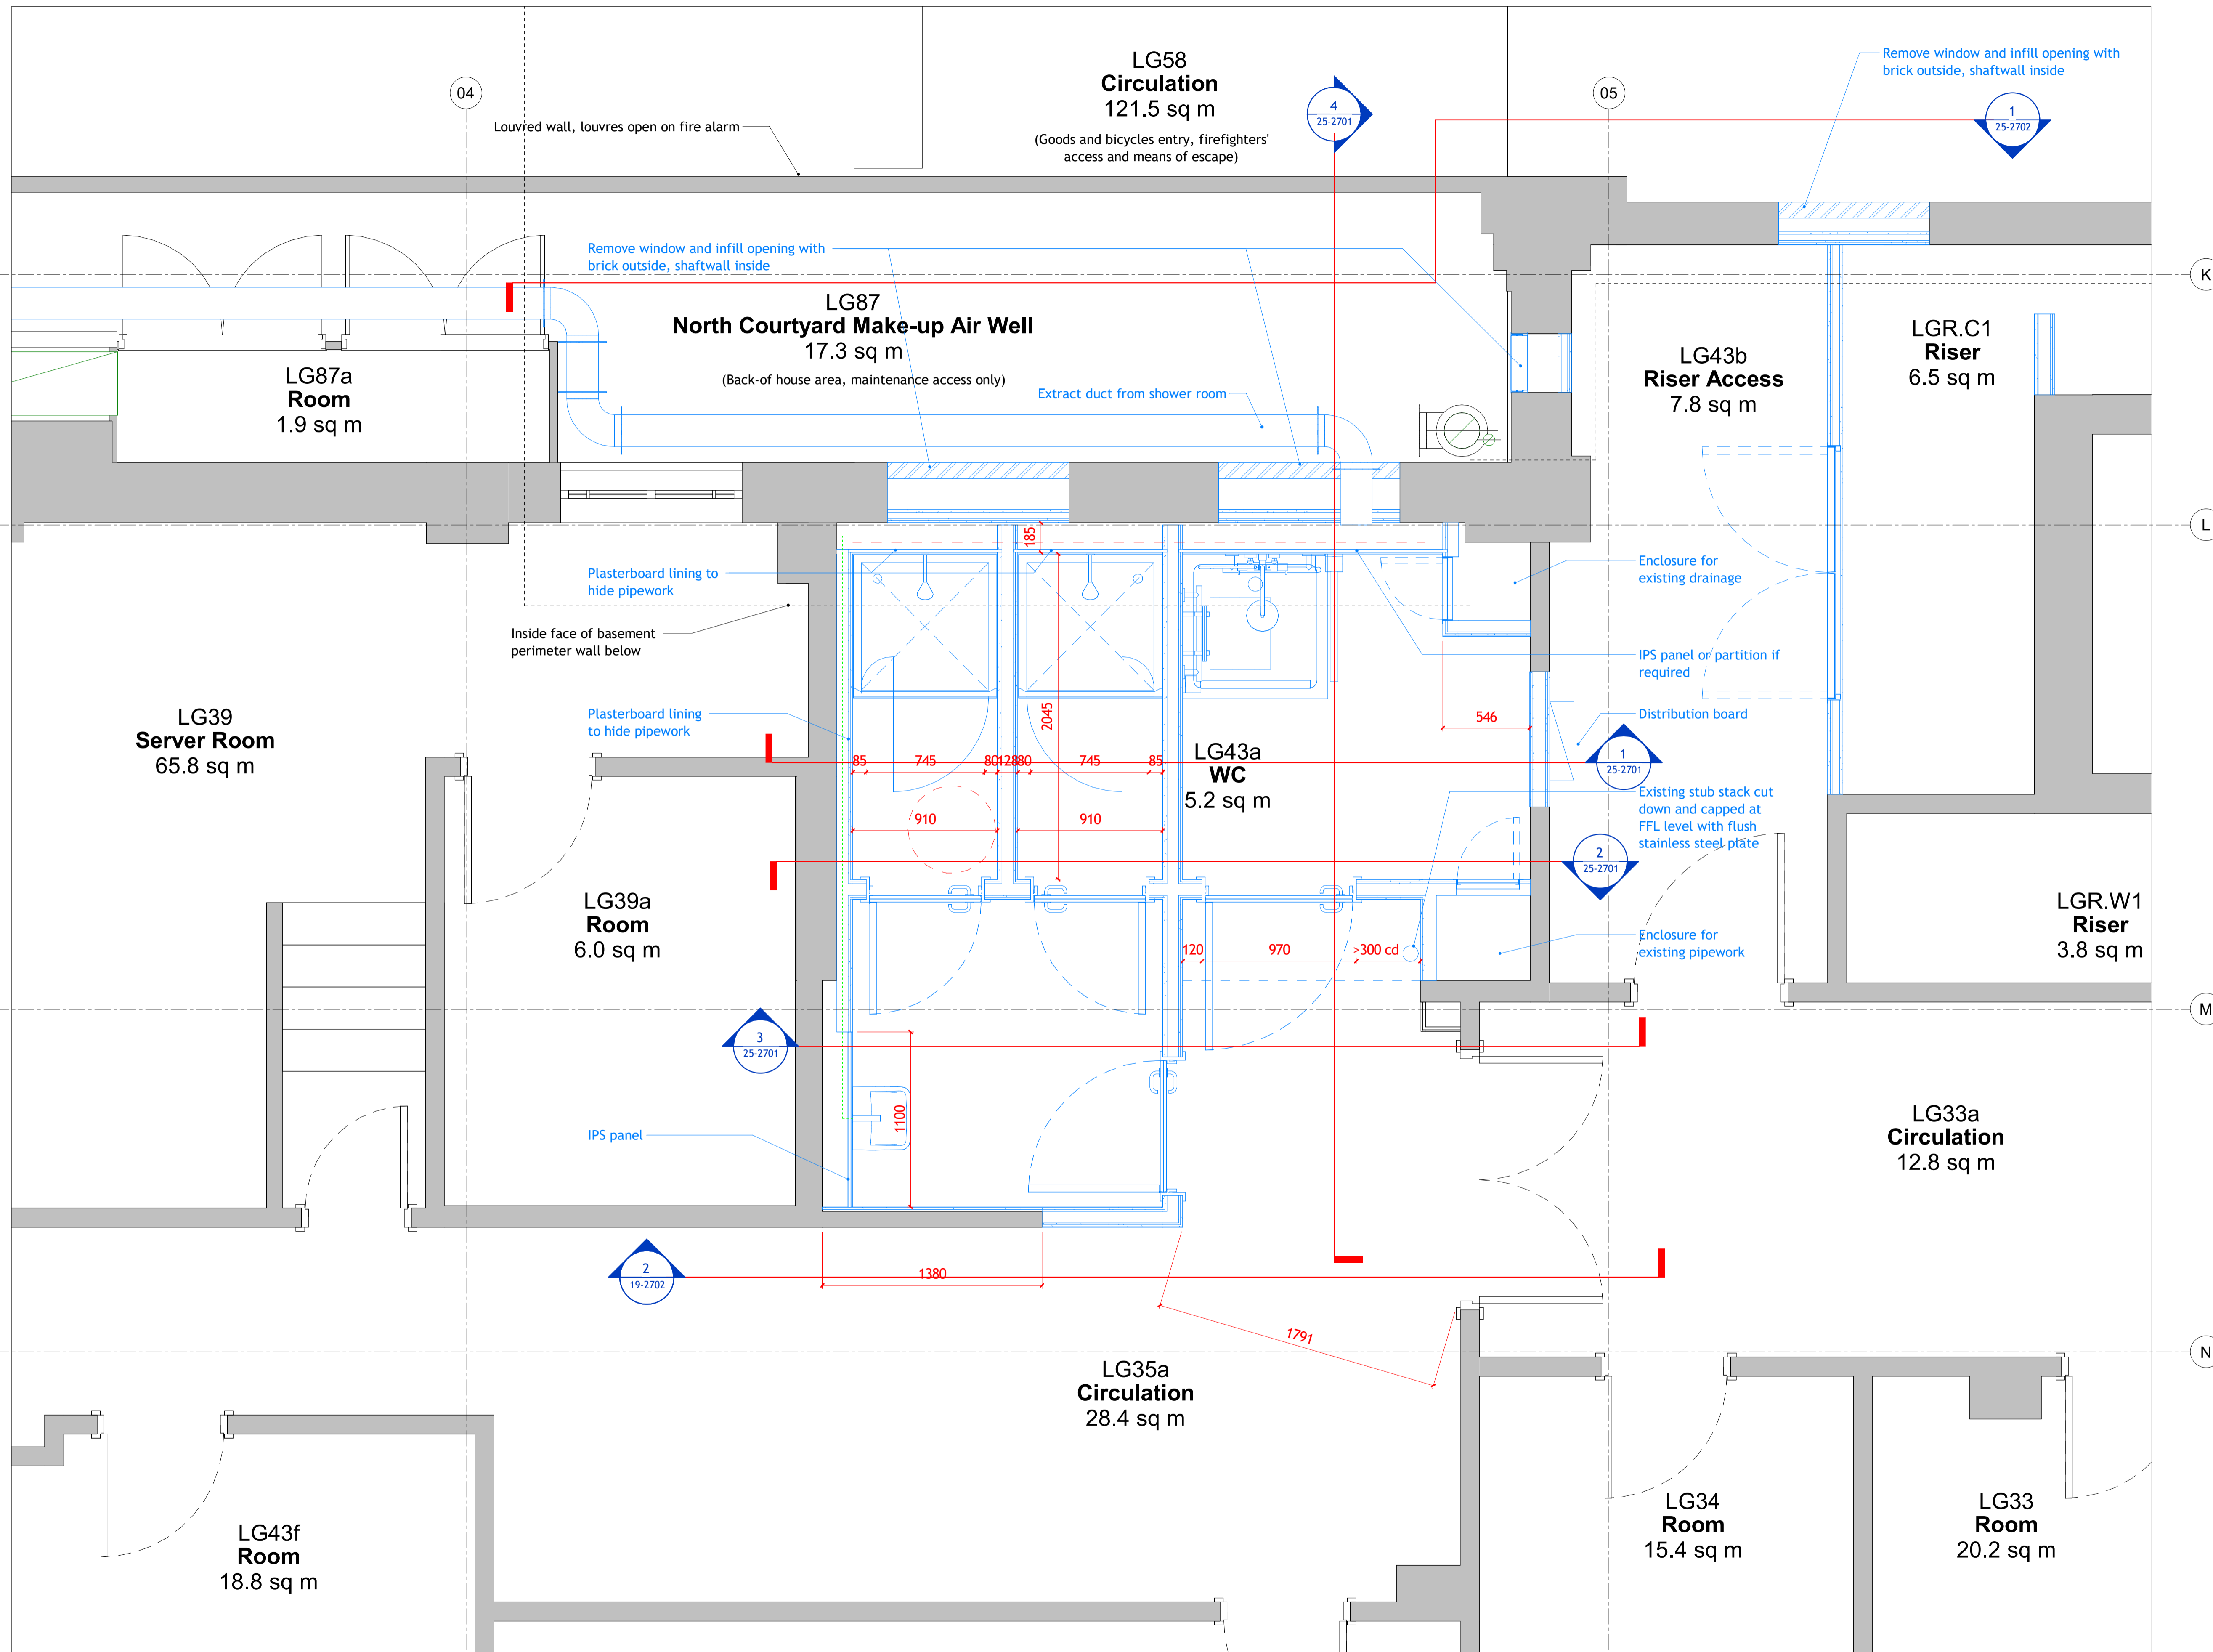 LG58
Circulation
121.5 sq m
(Goods and bicycles entry, firefighters'
access and means of escape)
Remove window and infill opening with
brick outside, shaftwall inside
04
05
4
25-2701
1
25-2702
Louvred wall, louvres open on fire alarm
Remove window and infill opening with
brick outside, shaftwall inside
K
LG87
North Courtyard Make-up Air Well
17.3 sq m
(Back-of house area, maintenance access only)
Extract duct from shower room
LG87a
Room
1.9 sq m
LG43b
Riser Access
7.8 sq m
LGR.C1
Riser
6.5 sq m
L
185
Plasterboard lining to
hide pipework
Enclosure for
existing drainage
Inside face of basement
perimeter wall below
IPS panel or partition if
required
LG39
Server Room
65.8 sq m
Plasterboard lining
to hide pipework
2045
546
Distribution board
85
745
80
128
80
745
85
LG43a
WC
5.2 sq m
1
25-2701
Existing stub stack cut
down and capped at
FFL level with flush
stainless steel plate
910
910
2
25-2701
LG39a
Room
6.0 sq m
LGR.W1
Riser
3.8 sq m
120
970
>300 cd
Enclosure for
existing pipework
M
3
25-2701
1100
IPS panel
LG33a
Circulation
12.8 sq m
2
19-2702
1380
1791
N
LG35a
Circulation
28.4 sq m
LG43f
Room
18.8 sq m
LG34
Room
15.4 sq m
LG33
Room
20.2 sq m